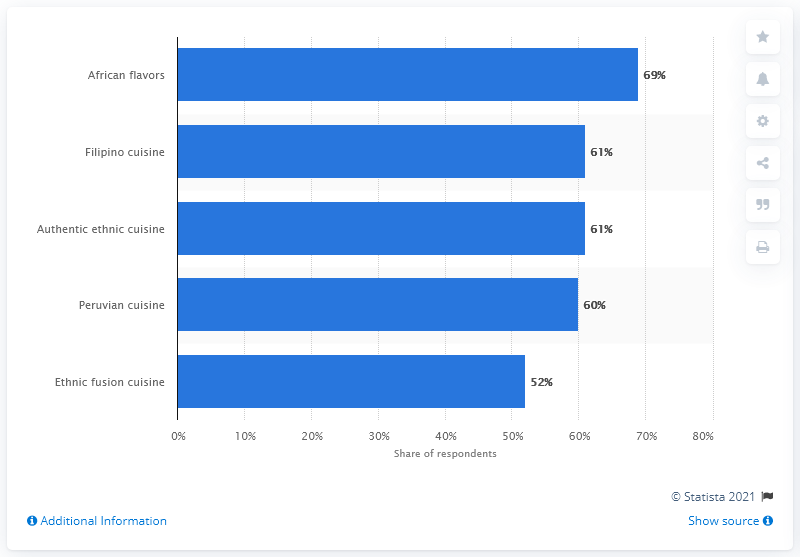 African flavors 69%
Filipino cuisine 61%
Authentic ethnic cuisine 61%
Peruvian cuisine 60%
Ethnic fusion cuisine 52%
0% 10% 20% 30% 40% 50% 60% 70% 80%
Share of respondents
© Statista 2021
Additional Information Show source